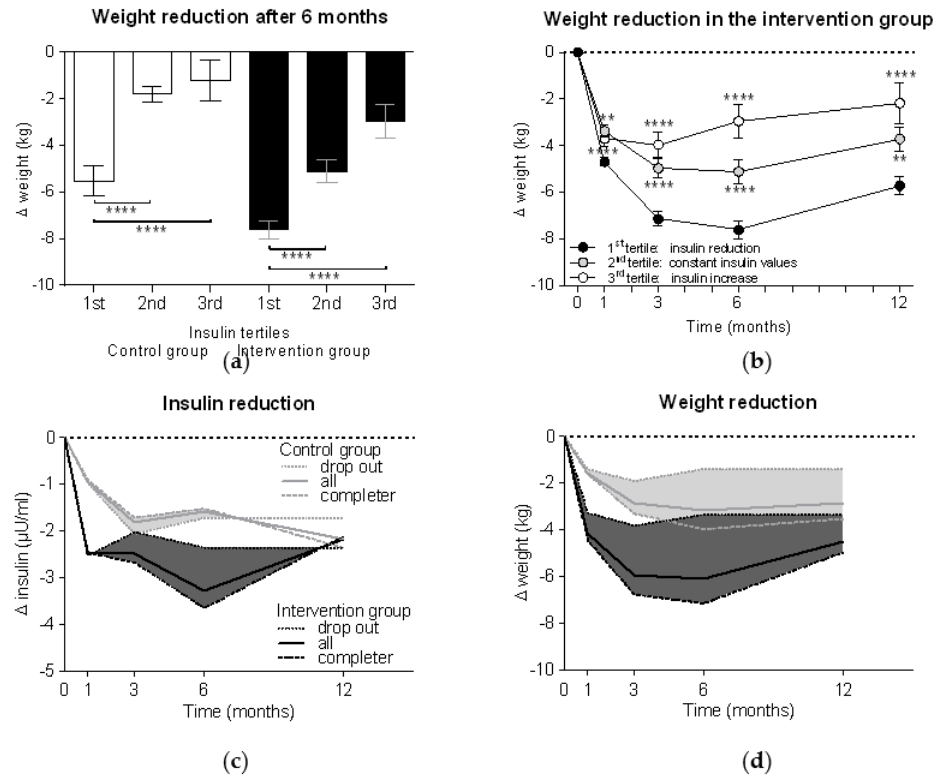 Weight reduction after 6 months
0
-2
-4
-6
-8
-10
Δ weight (kg)
****
****
****
****
1st 2nd 3rd 1st 2nd 3rd
Insulin tertiles
Control group Intervention group
(a)
Weight reduction in the intervention group
0
-2
-4
-6
-8
-10
Δ weight (kg)
**
****
****
****
****
****
****
**
1st tertile: insulin reduction
2nd tertile: constant insulin values
3rd tertile: insulin increase
0 1 3 6 12
Time (months)
(b)
Insulin reduction
0
-1
-2
-3
-4
-5
Δ insulin (µU/ml)
Control group
drop out
all
completer
Intervention group
drop out
all
completer
0 1 3 6 12
Time (months)
(c)
Weight reduction
0
-2
-4
-6
-8
-10
Δ weight (kg)
0 1 3 6 12
Time (months)
(d)